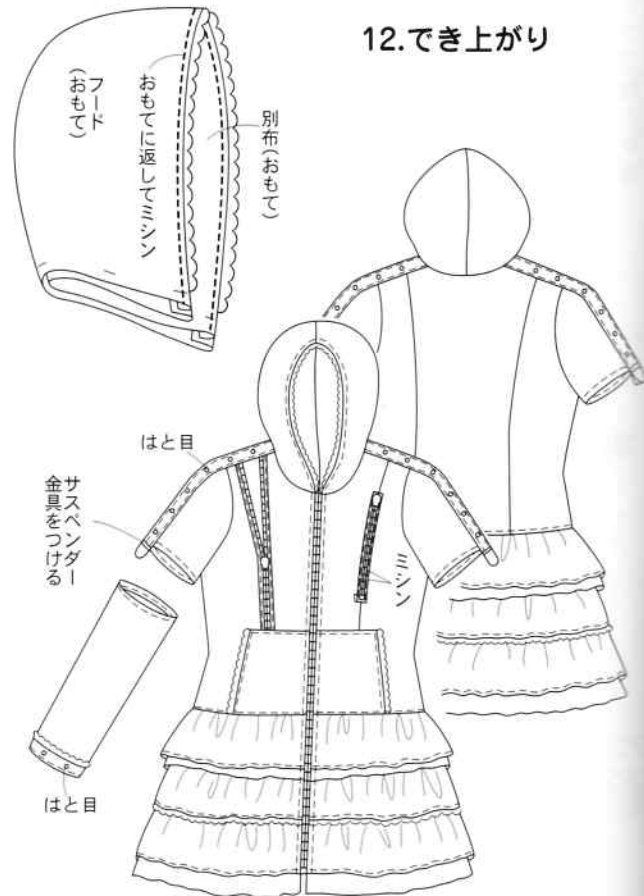 12.でき上がり
フード
(おもて)
おもてに返してミシン
別布(おもて)
はと目
サスペンダー
金具をつける
ミシン
はと目